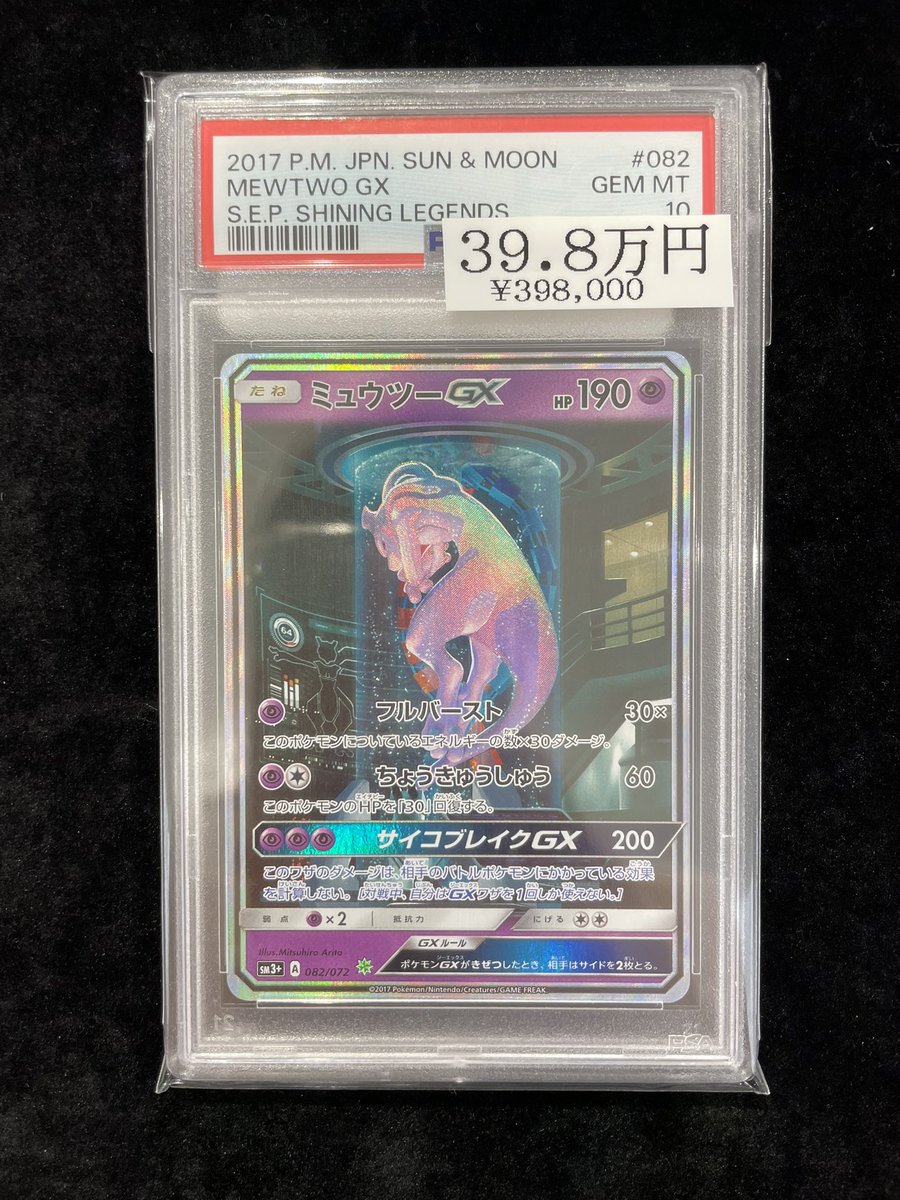 2017 P.M. JPN. SUN & MOON #082
MEWTWO GX GEM MT
S.E.P. SHINING LEGENDS 10
39.8万円
¥398,000
たね ミュウツーGX HP 190
64
フルバースト 30×
このポケモンについているエネルギーの数×30ダメージ。
ちょうきゅうしゅう 60
このポケモンのHPを「30」回復する。
サイコブレイクGX 200
このワザのダメージは、相手のバトルポケモンにかかっている効果
を計算しない。[対戦中、自分はGXワザを1回しか使えない。]
弱点 ×2 抵抗力 にげる
Illus.Mitsuhiro Arita
GXルール
SM3+ A 082/072
ポケモンGXがきぜつしたとき、相手はサイドを2枚とる。
©2017 Pokémon/Nintendo/Creatures/GAME FREAK.
PSA